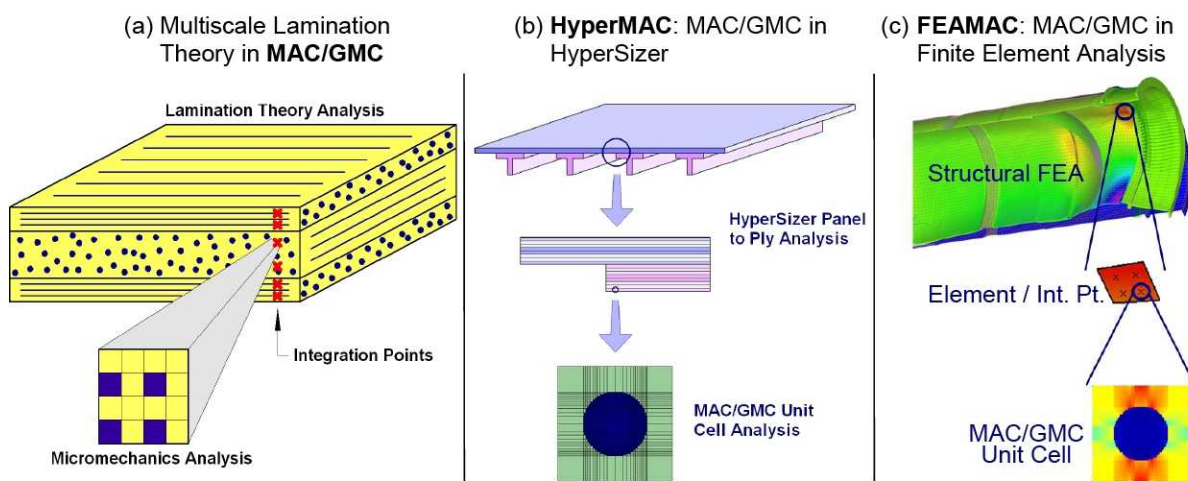 (a) Multiscale Lamination
Theory in MAC/GMC
Lamination Theory Analysis
Integration Points
Micromechanics Analysis
(b) HyperMAC: MAC/GMC in
HyperSizer
HyperSizer Panel
to Ply Analysis
MAC/GMC Unit
Cell Analysis
(c) FEAMAC: MAC/GMC in
Finite Element Analysis
Structural FEA
Element / Int. Pt.
MAC/GMC
Unit Cell